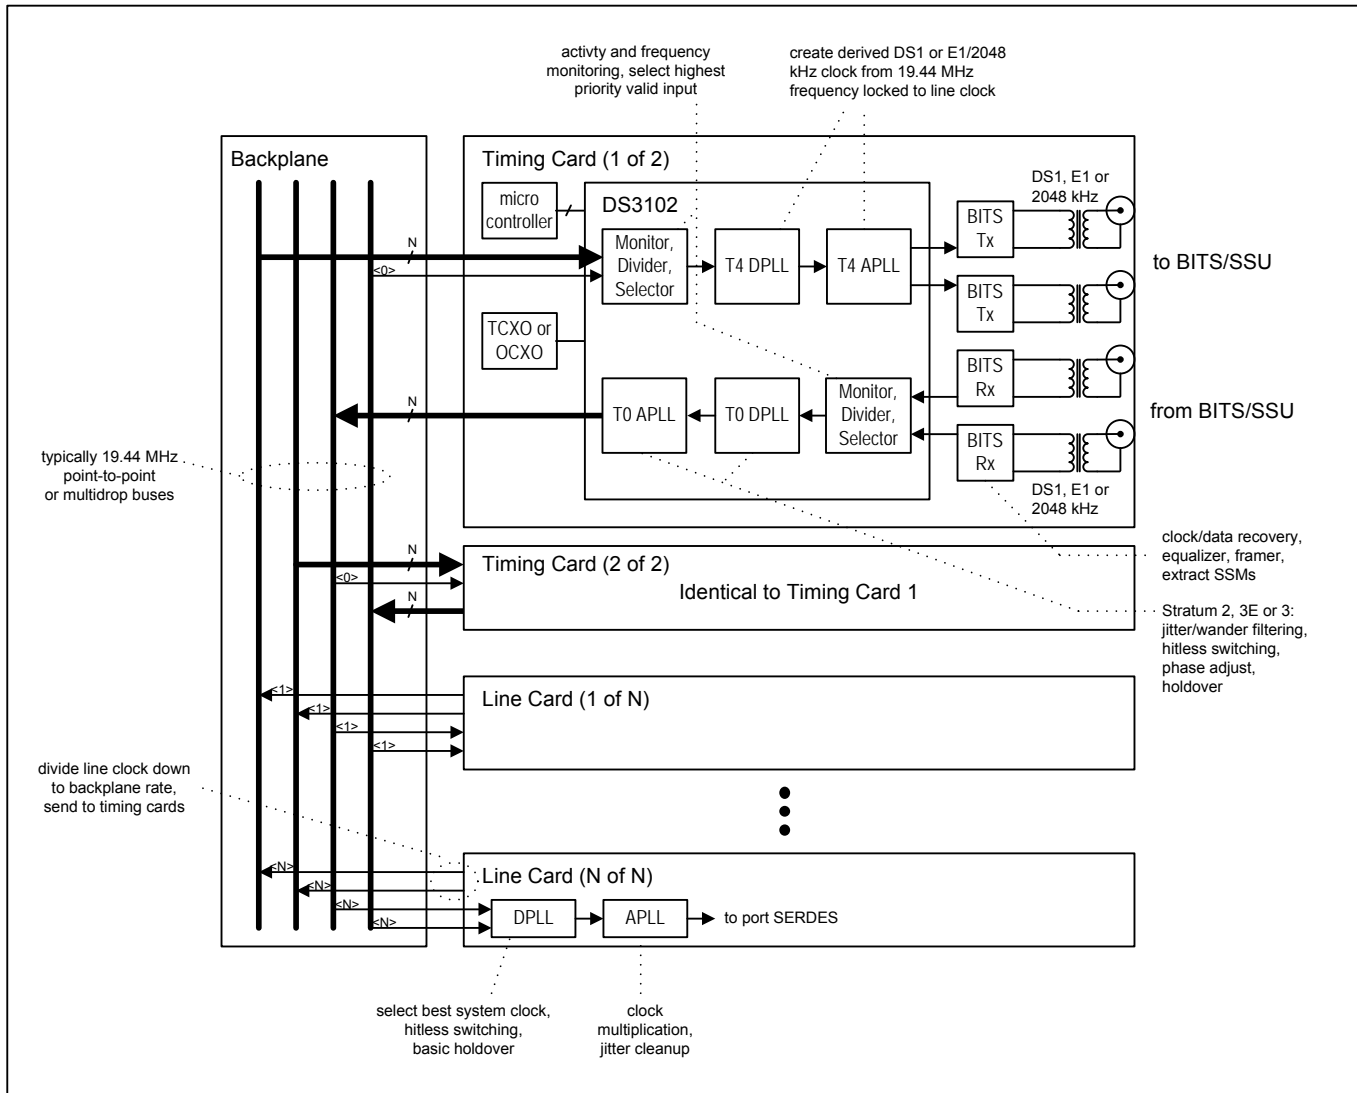 activty and frequency
monitoring, select highest
priority valid input
create derived DS1 or E1/2048
kHz clock from 19.44 MHz
frequency locked to line clock
Backplane
Timing Card (1 of 2)
micro
controller
DS3102
DS1, E1 or
2048 kHz
N
<0>
Monitor,
Divider,
Selector
T4 DPLL
T4 APLL
BITS
Tx
BITS
Tx
to BITS/SSU
TCXO or
OCXO
N
T0 APLL
T0 DPLL
Monitor,
Divider,
Selector
BITS
Rx
BITS
Rx
from BITS/SSU
DS1, E1 or
2048 kHz
typically 19.44 MHz
point-to-point
or multidrop buses
clock/data recovery,
equalizer, framer,
extract SSMs
N
<0>
N
Timing Card (2 of 2)
Identical to Timing Card 1
Stratum 2, 3E or 3:
jitter/wander filtering,
hitless switching,
phase adjust,
holdover
<1>
<1>
<1>
<1>
Line Card (1 of N)
divide line clock down
to backplane rate,
send to timing cards
<N>
<N>
<N>
<N>
Line Card (N of N)
DPLL
APLL
to port SERDES
select best system clock,
hitless switching,
basic holdover
clock
multiplication,
jitter cleanup